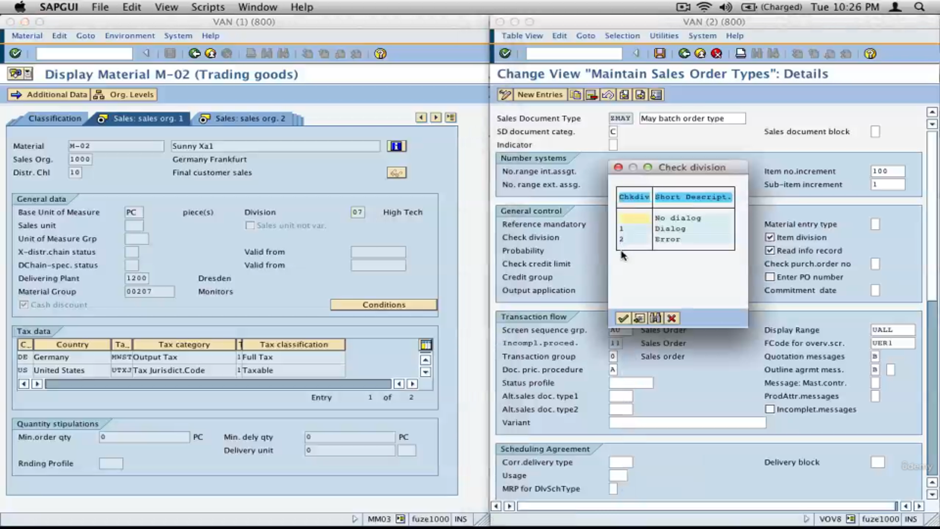 SAPGUI File Edit View Scripts Window Help (Charged) Tue 10:26 PM
VAN (1) (800)
Material Edit Goto Environment System Help
Display Material M-02 (Trading goods)
Additional Data Org. Levels
Classification Sales: sales org. 1 Sales: sales org. 2
Material M-02 Sunny Xa1
Sales Org. 1000 Germany Frankfurt
Distr. Chl 10 Final customer sales
General data
Base Unit of Measure PC piece(s) Division 07 High Tech
Sales unit Sales unit not var.
Unit of Measure Grp
X-distr.chain status Valid from
DChain-spec. status Valid from
Delivering Plant 1200 Dresden
Material Group 00207 Monitors
Cash discount Conditions
Tax data
C.. Country Ta.. Tax category T Tax classification
DE Germany MWST Output Tax 1 Full Tax
US United States UTXJ Tax Jurisdict.Code 1 Taxable
Entry 1 of 2
Quantity stipulations
Min.order qty 0 PC Min. dely qty 0 PC
Delivery unit 0
Rnding Profile
MM03 fuze1000 INS
VAN (2) (800)
Table View Edit Goto Selection Utilities System Help
Change View "Maintain Sales Order Types": Details
New Entries
Sales Document Type ZMAY May batch order type
SD document categ. C Sales document block
Indicator
Number systems
No.range int.assgt. Item no.increment 100
No. range ext. assg. Sub-item increment 1
General control
Reference mandatory Material entry type
Check division Item division
Probability Read info record
Check credit limit Check purch.order no
Credit group Enter PO number
Output application Commitment date
Check division
Chkdiv Short Descript.
No dialog
1 Dialog
2 Error
Transaction flow
Screen sequence grp. AU Sales Order Display Range UALL
Incompl.proced. 11 Sales Order FCode for overv.scr. UER1
Transaction group 0 Sales order Quotation messages B
Doc. pric. procedure A Outline agrmt mess. B
Status profile Message: Mast.contr.
Alt.sales doc. type1 ProdAttr.messages
Alt.sales doc. type2 Incomplet.messages
Variant
Scheduling Agreement
Corr.delivery type Delivery block
Usage
MRP for DlvSchType
VOV8 fuze1000 INS